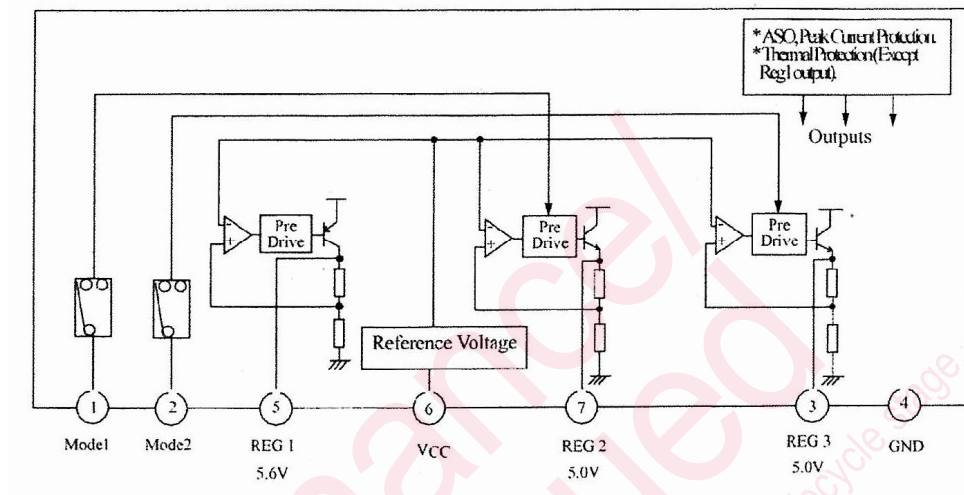 * ASO, Peak Current Protection.
* Thermal Protection(Except
Reg1 output).
Outputs
-
+
Pre
Drive
-
+
Pre
Drive
-
+
Pre
Drive
Reference Voltage
1
2
5
6
7
3
4
Mode1
Mode2
REG 1
VCC
REG 2
REG 3
GND
5.6V
5.0V
5.0V
ecycle stage